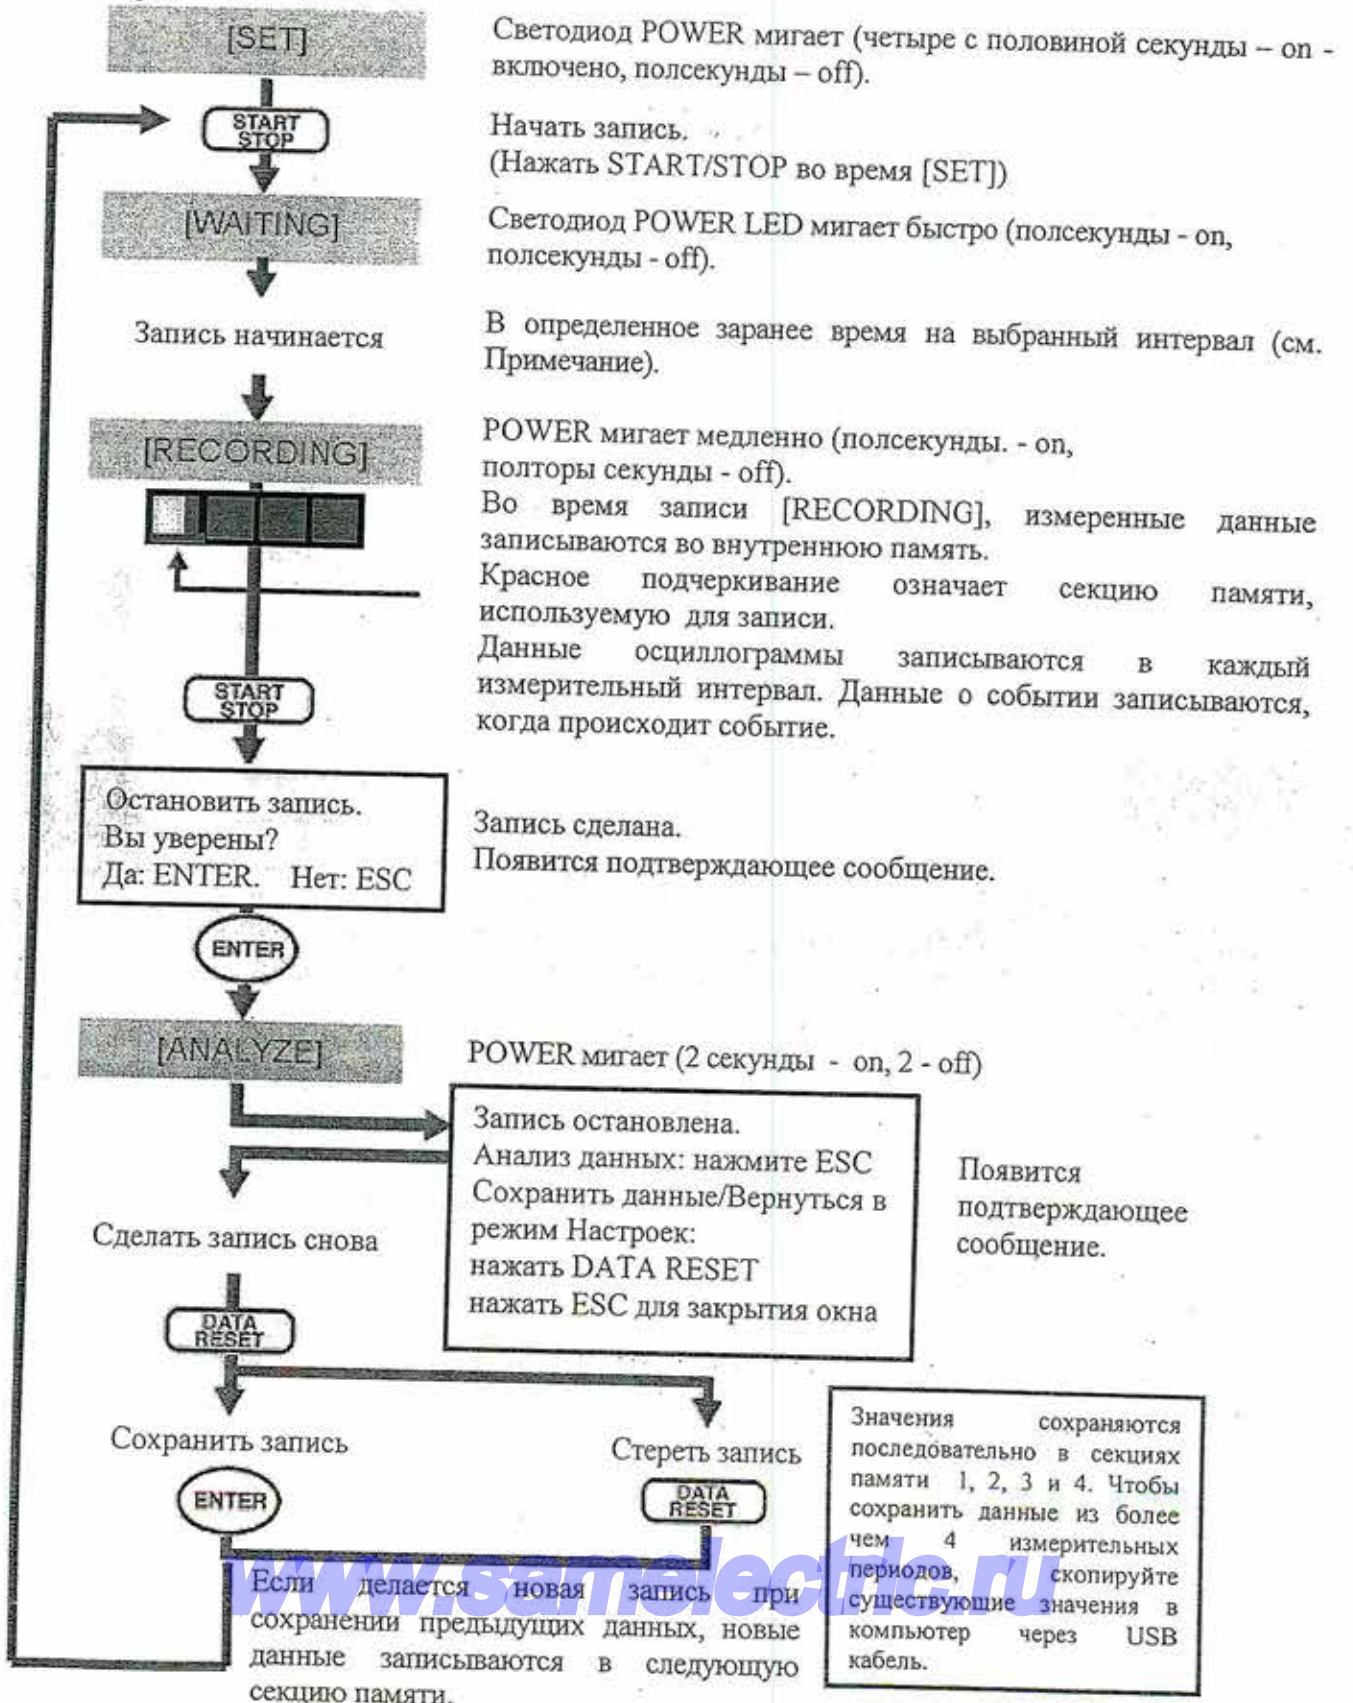 [SET]
Светодиод POWER мигает (четыре с половиной секунды – on -
включено, полсекунды – off).
START
STOP
Начать запись.
(Нажать START/STOP во время [SET])
[WAITING]
Светодиод POWER LED мигает быстро (полсекунды - on,
полсекунды - off).
Запись начинается
В определенное заранее время на выбранный интервал (см.
Примечание).
[RECORDING]
POWER мигает медленно (полсекунды. - on,
полторы секунды - off).
Во время записи [RECORDING], измеренные данные
записываются во внутреннюю память.
Красное подчеркивание означает секцию памяти,
используемую для записи.
Данные осциллограммы записываются в каждый
измерительный интервал. Данные о событии записываются,
когда происходит событие.
START
STOP
Остановить запись.
Вы уверены?
Да: ENTER. Нет: ESC
Запись сделана.
Появится подтверждающее сообщение.
ENTER
[ANALYZE]
POWER мигает (2 секунды - on, 2 - off)
Запись остановлена.
Анализ данных: нажмите ESC
Сохранить данные/Вернуться в
режим Настроек:
нажать DATA RESET
нажать ESC для закрытия окна
Появится
подтверждающее
сообщение.
Сделать запись снова
DATA
RESET
Сохранить запись
Стереть запись
ENTER
DATA
RESET
Значения сохраняются
последовательно в секциях
памяти 1, 2, 3 и 4. Чтобы
сохранить данные из более
чем 4 измерительных
периодов, скопируйте
существующие значения в
компьютер через USB
кабель.
Если делается новая запись при
сохранении предыдущих данных, новые
данные записываются в следующую
секцию памяти.
www.samelectric.ru